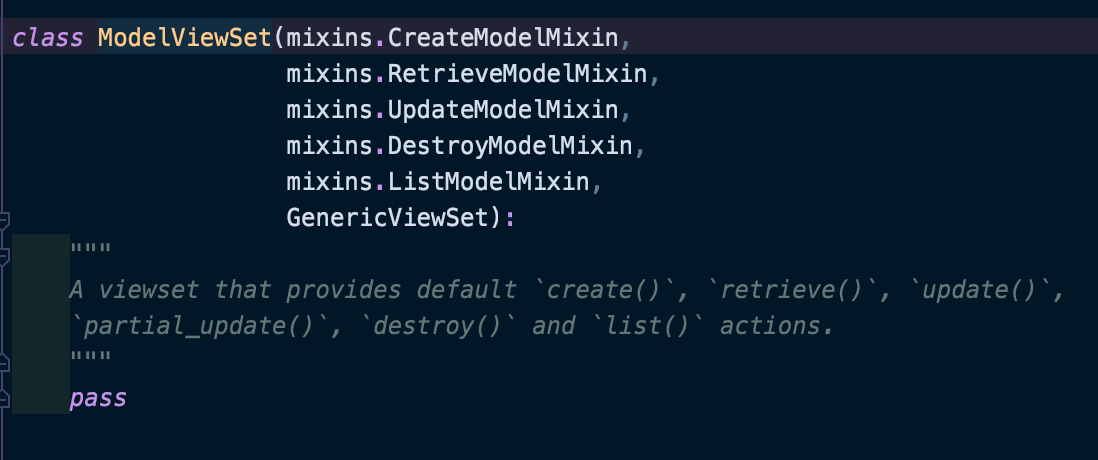 class ModelViewSet(mixins.CreateModelMixin,
                   mixins.RetrieveModelMixin,
                   mixins.UpdateModelMixin,
                   mixins.DestroyModelMixin,
                   mixins.ListModelMixin,
                   GenericViewSet):
    """
    A viewset that provides default `create()`, `retrieve()`, `update()`,
    `partial_update()`, `destroy()` and `list()` actions.
    """
    pass